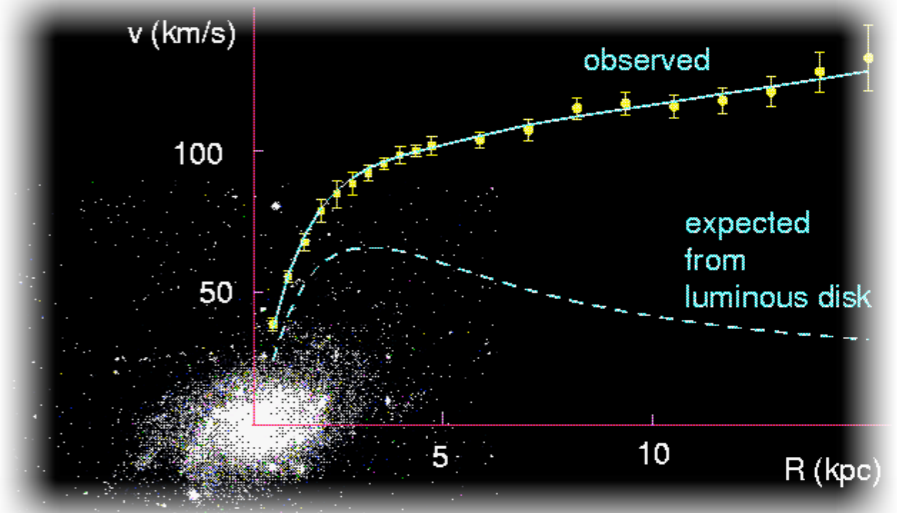 v (km/s)
observed
100
expected
from
luminous disk
50
5
10
R (kpc)